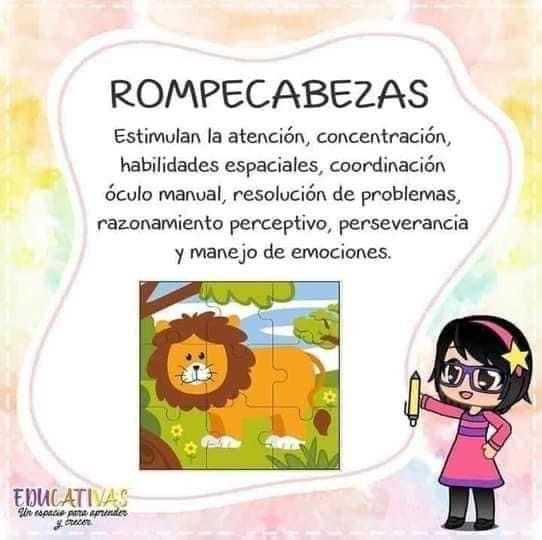 ROMPECABEZAS
Estimulan la atención, concentración,
habilidades espaciales, coordinación
óculo manual, resolución de problemas,
razonamiento perceptivo, perseverancia
y manejo de emociones.
EDUCATIVAS
Un espacio para aprender
y crecer.